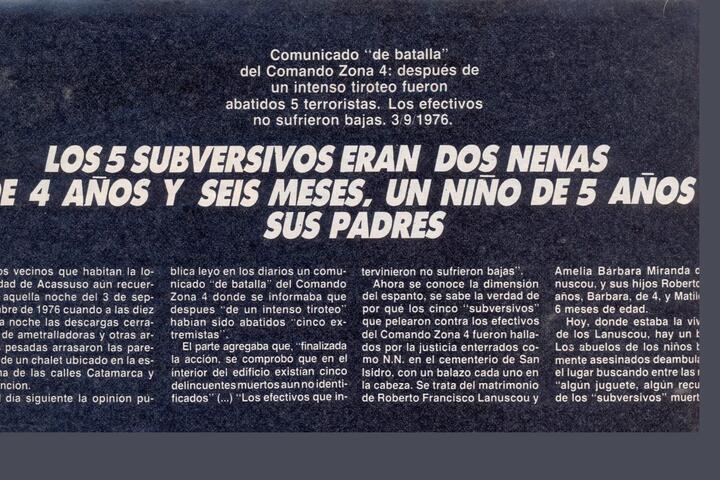 Comunicado "de batalla"
del Comando Zona 4: después de
un intenso tiroteo fueron
abatidos 5 terroristas. Los efectivos
no sufrieron bajas. 3/9/1976.
LOS 5 SUBVERSIVOS ERAN DOS NENAS
E 4 AÑOS Y SEIS MESES, UN NIÑO DE 5 AÑOS
SUS PADRES
os vecinos que habitan la lo-
dad de Acassuso aún recuer-
aquella noche del 3 de sep-
bre de 1976 cuando a las diez
a noche las descargas cerra-
de ametralladoras y otras ar-
pesadas arrasaron las pare-
de un chalet ubicado en la es-
na de las calles Catamarca y
nción.
l día siguiente la opinión pú-
blica leyó en los diarios un comu-
nicado "de batalla" del Comando
Zona 4 donde se informaba que
despues "de un intenso tiroteo"
habían sido abatidos "cinco ex-
tremistas".
El parte agregaba que, "finalizada
la acción, se comprobó que en el
interior del edificio existían cinco
delincuentes muertos aun no identi-
ficados" (...) "Los efectivos que in-
tervinieron no sufrieron bajas".
Ahora se conoce la dimensión
del espanto, se sabe la verdad de
por qué los cinco "subversivos"
que pelearon contra los efectivos
del Comando Zona 4 fueron halla-
dos por la justicia enterrados co-
mo N.N. en el cementerio de San
Isidro, con un balazo cada uno en
la cabeza. Se trata del matrimonio
de Roberto Francisco Lanuscou y
Amelia Bárbara Miranda d
nuscou, y sus hijos Roberto
años, Barbara, de 4, y Matil
6 meses de edad.
Hoy, donde estaba la viv
de los Lanuscou, hay un b
Los abuelos de los niños b
mente asesinados deambula
el lugar buscando entre las
"algún juguete, algún recu
de los "subversivos" muert